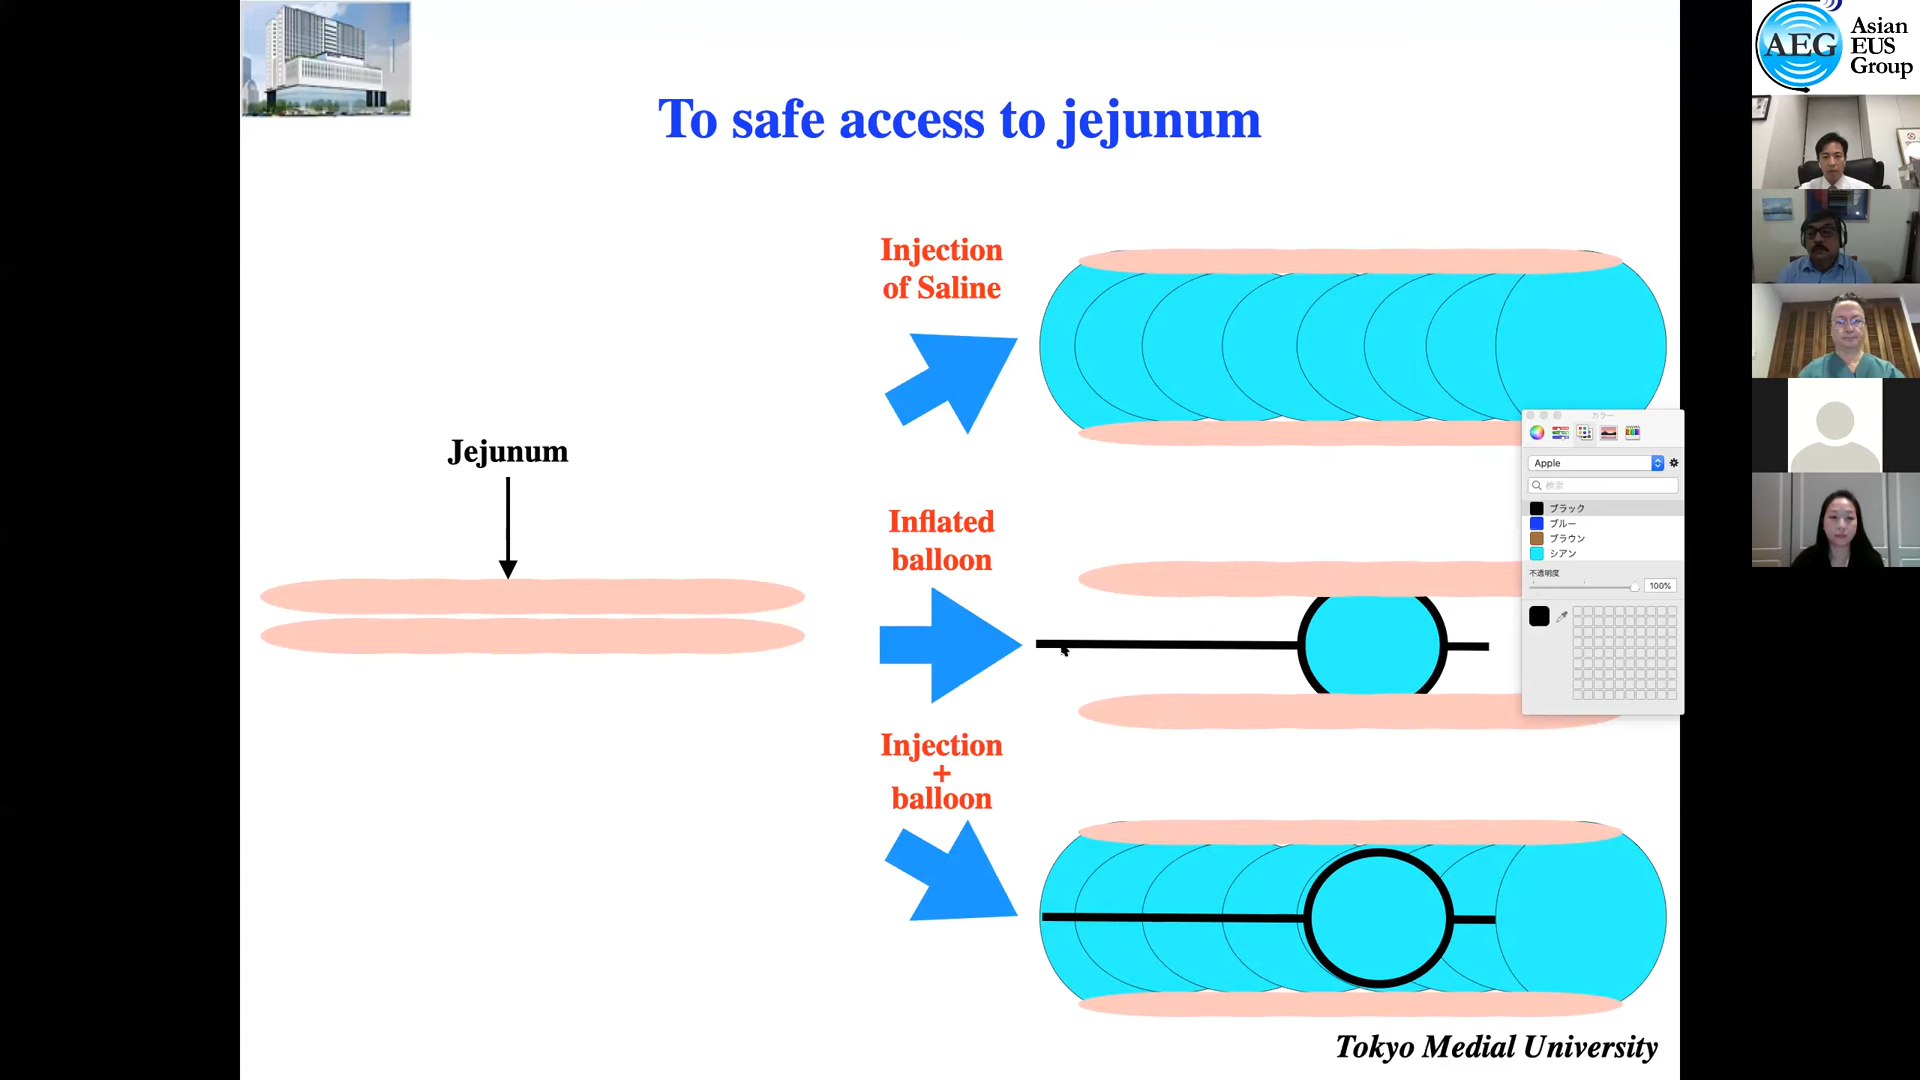 To safe access to jejunum
Injection
of Saline
Jejunum
Inflated
balloon
Injection
+
balloon
Tokyo Medial University
カラー
Apple
検索
ブラック
ブルー
ブラウン
シアン
不透明度
100%
AEG
Asian
EUS
Group